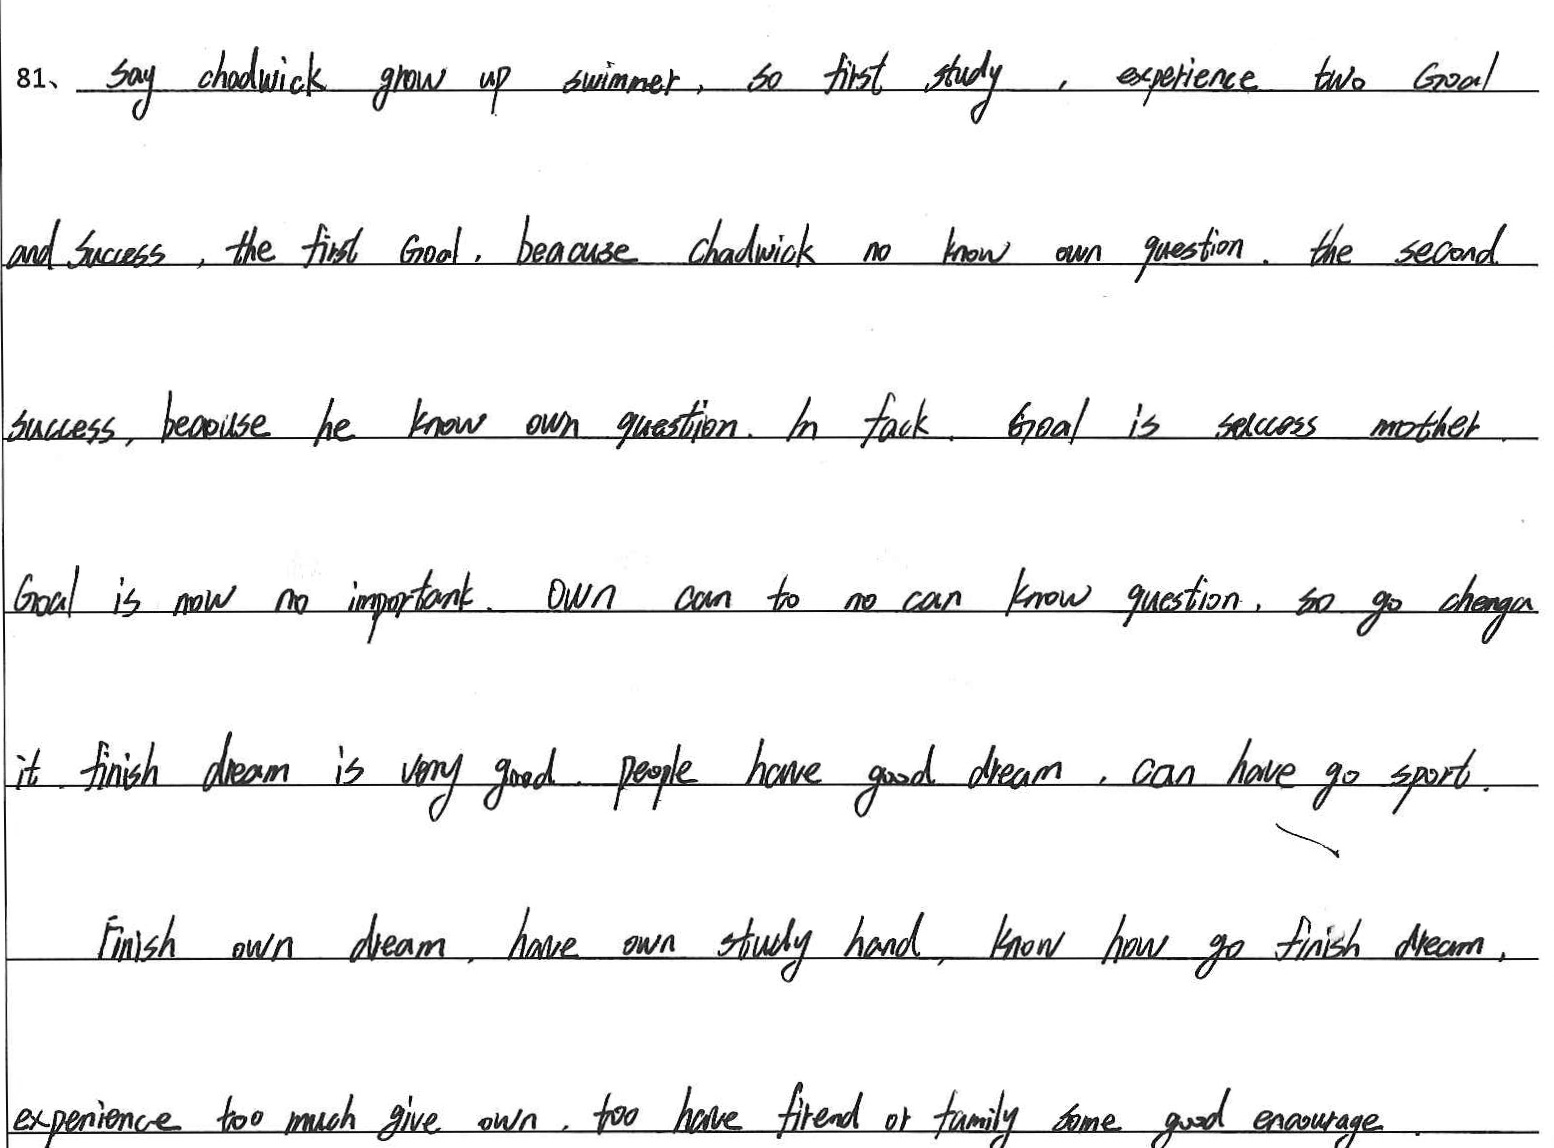 81、 Say chadwick grow up swimmer, so first study , experience two Goal
and Success , the first Goal, beacuse Chadwick no know own question. the second
success, beacuse he know own question. In fack. Goal is seccess mother.
Goal is now no important. Own can to no can know question, so go chenga
it. finish dream is very good. people have good dream, can have go sport.
Finish own dream, have own study hand, know how go finish dream,
experience too much give own, too have firend or family some good encourage.